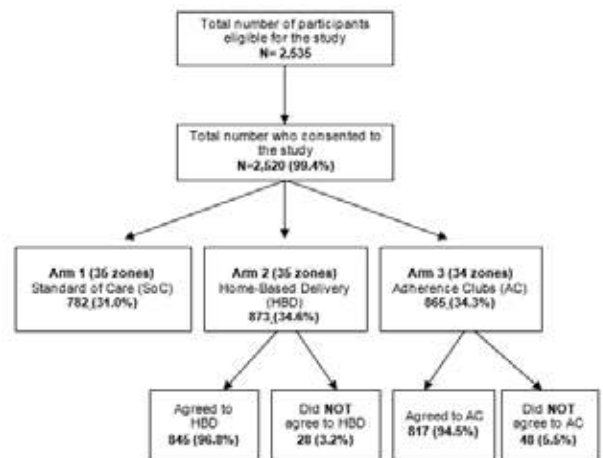 Total number of participants
eligible for the study
N= 2,535
Total number who consented to
the study
N=2,520 (99.4%)
Arm 1 (35 zones)
Standard of Care (SoC)
782 (31.0%)
Arm 2 (35 zones)
Home-Based Delivery
(HBD)
873 (34.6%)
Arm 3 (34 zones)
Adherence Clubs (AC)
865 (34.3%)
Agreed to
HBD
845 (96.8%)
Did NOT
agree to HBD
28 (3.2%)
Agreed to AC
817 (94.5%)
Did NOT
agree to AC
48 (5.5%)